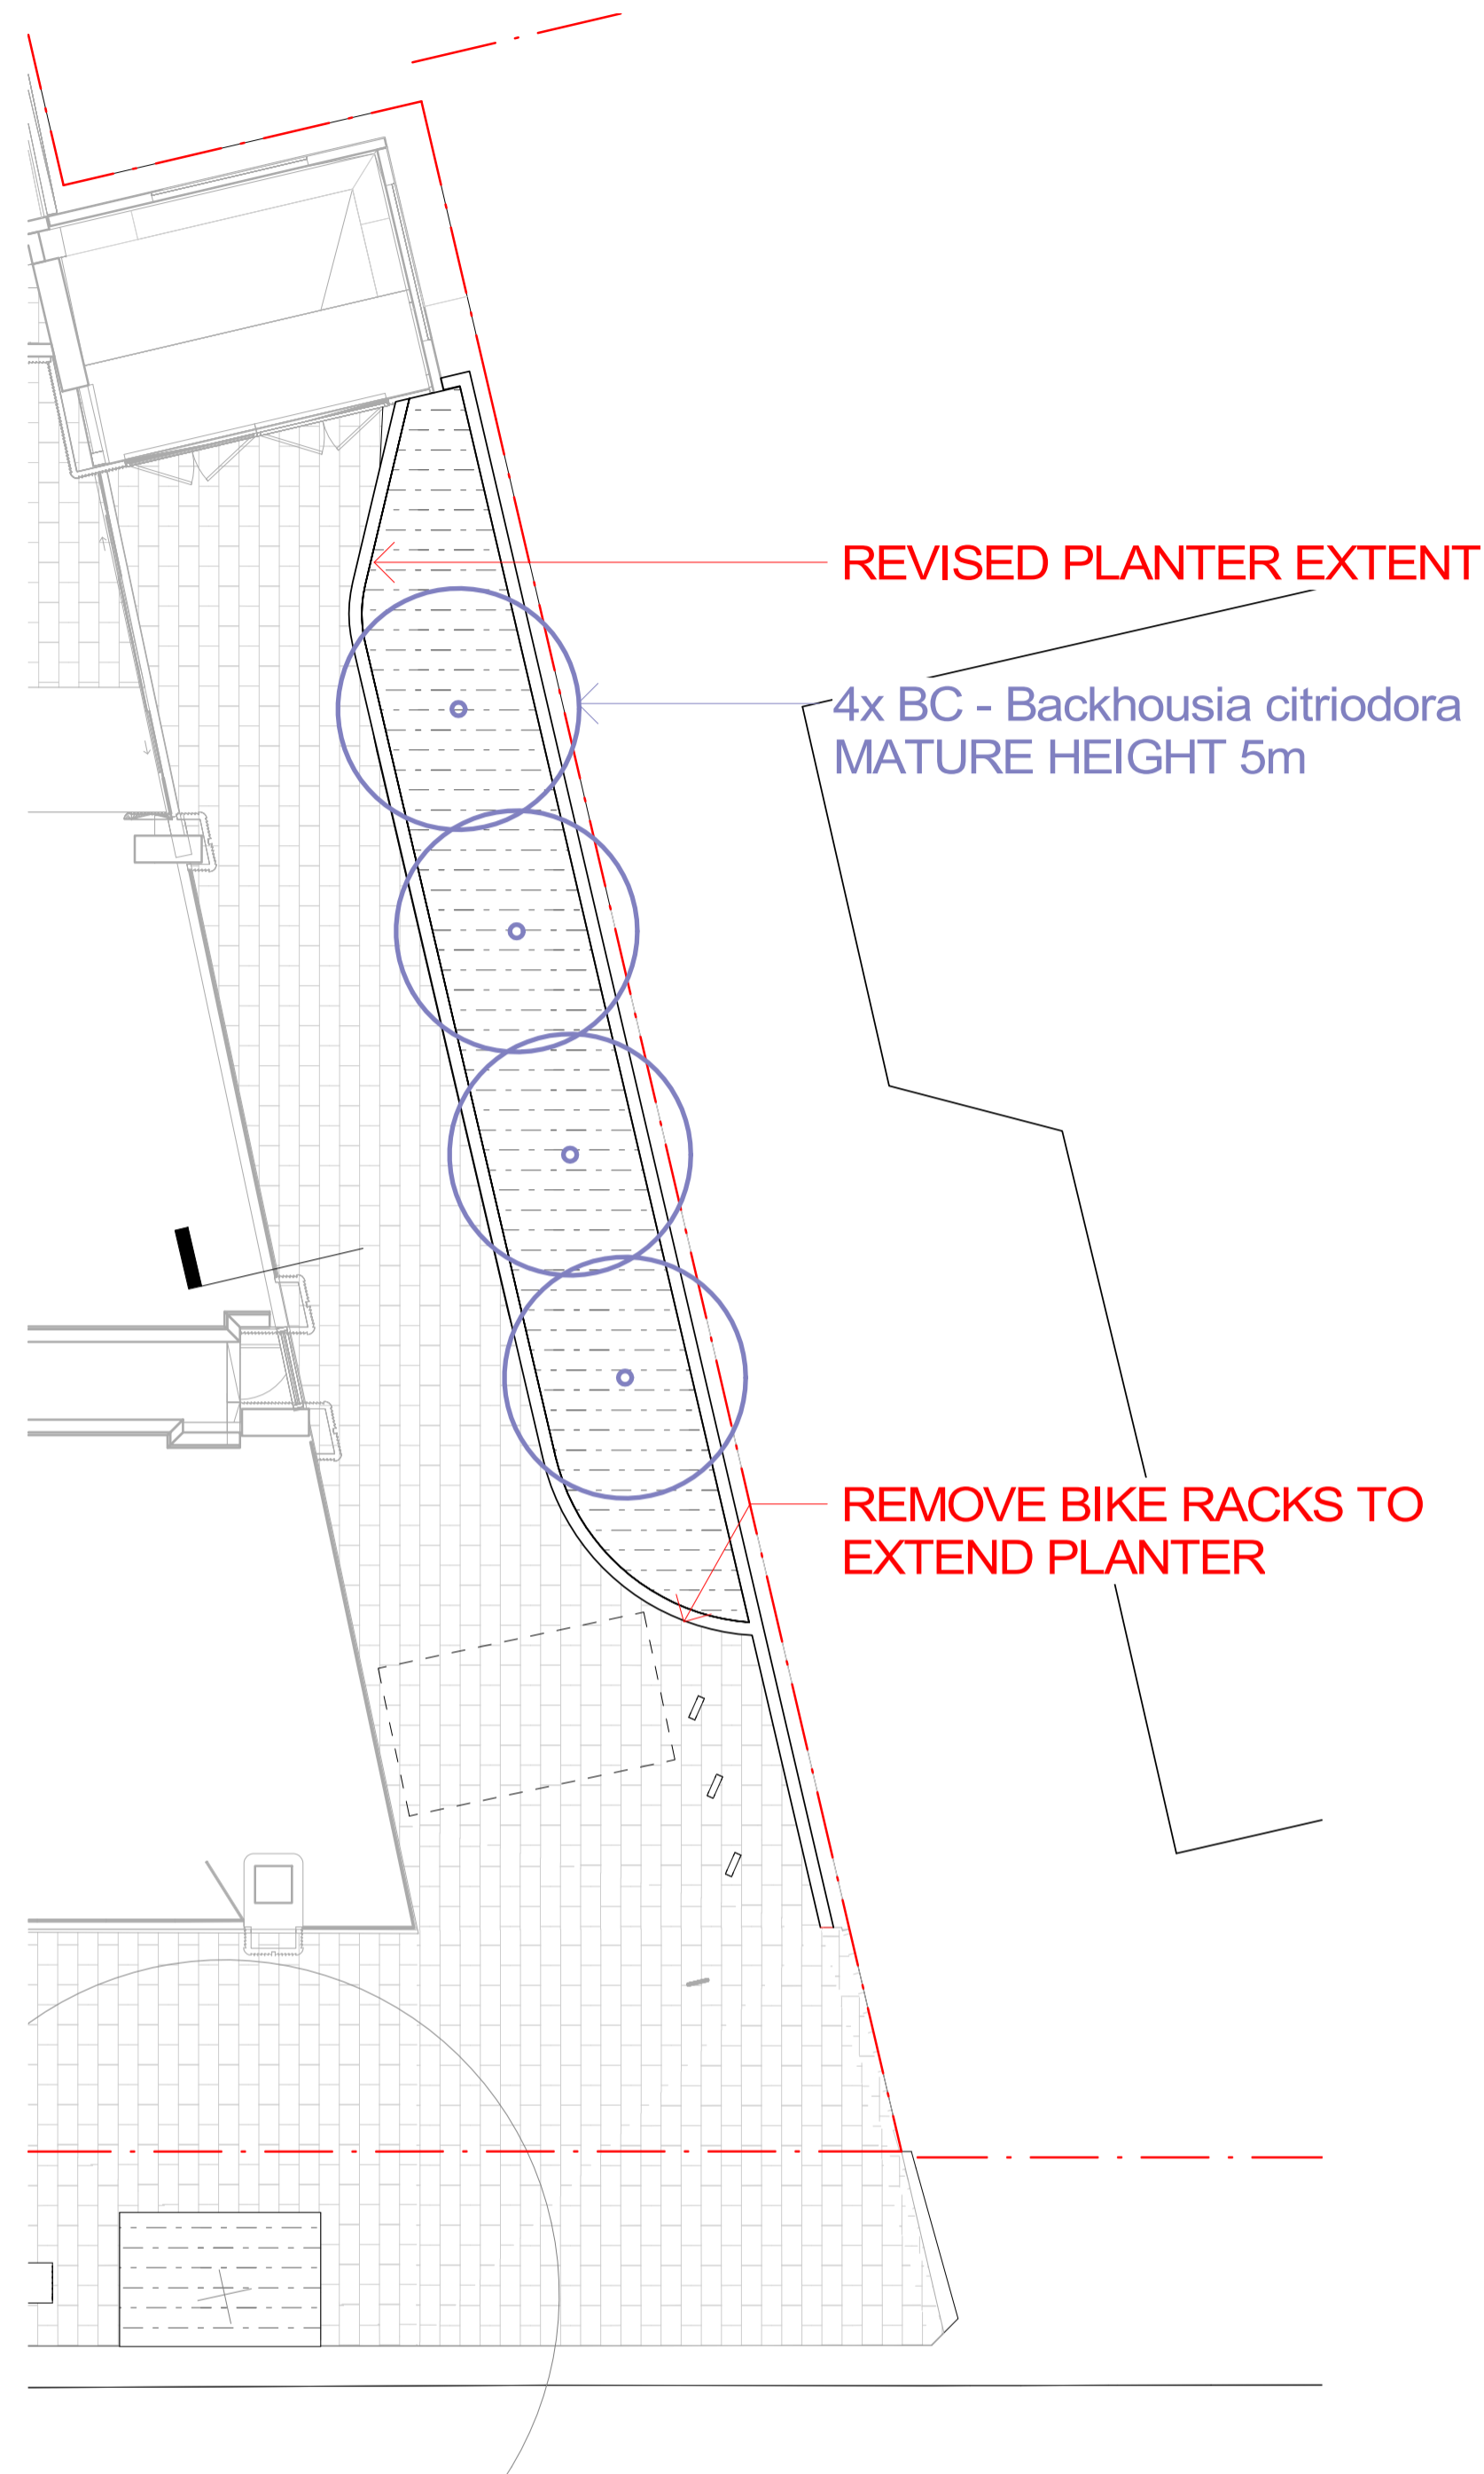 REVISED PLANTER EXTENT
4x BC - Backhousia citriodora
MATURE HEIGHT 5m
REMOVE BIKE RACKS TO
EXTEND PLANTER